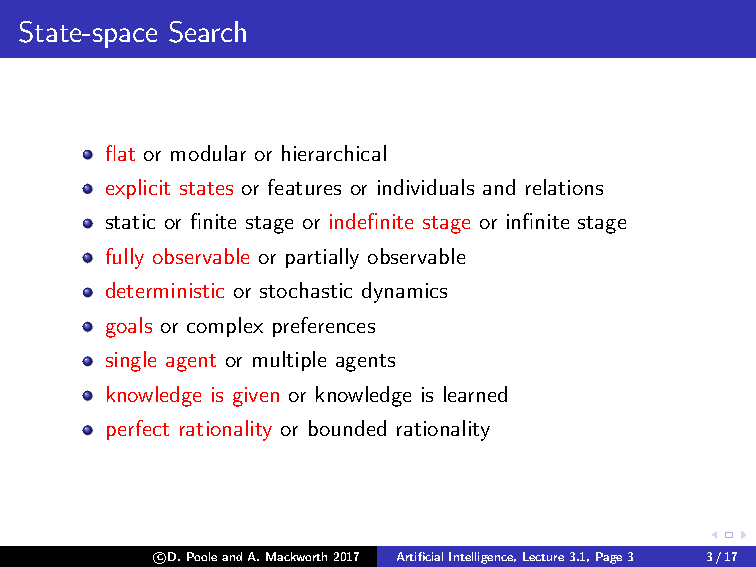 State-space Search
flat or modular or hierarchical
explicit states or features or individuals and relations
static or finite stage or indefinite stage or infinite stage
fully observable or partially observable
deterministic or stochastic dynamics
goals or complex preferences
single agent or multiple agents
knowledge is given or knowledge is learned
perfect rationality or bounded rationality
©D. Poole and A. Mackworth 2017 Artificial Intelligence, Lecture 3.1, Page 3 3 / 17